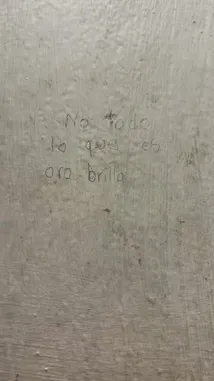 No todo
lo que es
oro brilla